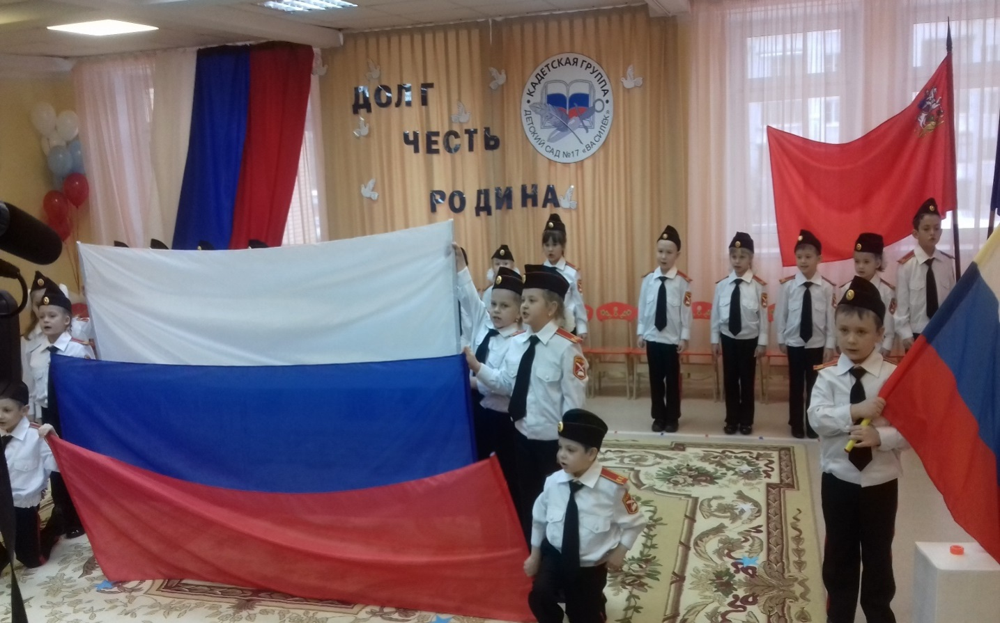 ДОЛГ
ЧЕСТЬ
РОДИНА
КАДЕТСКАЯ ГРУППА
ДЕТСКИЙ САД №17 «ВАСИЛЁК»